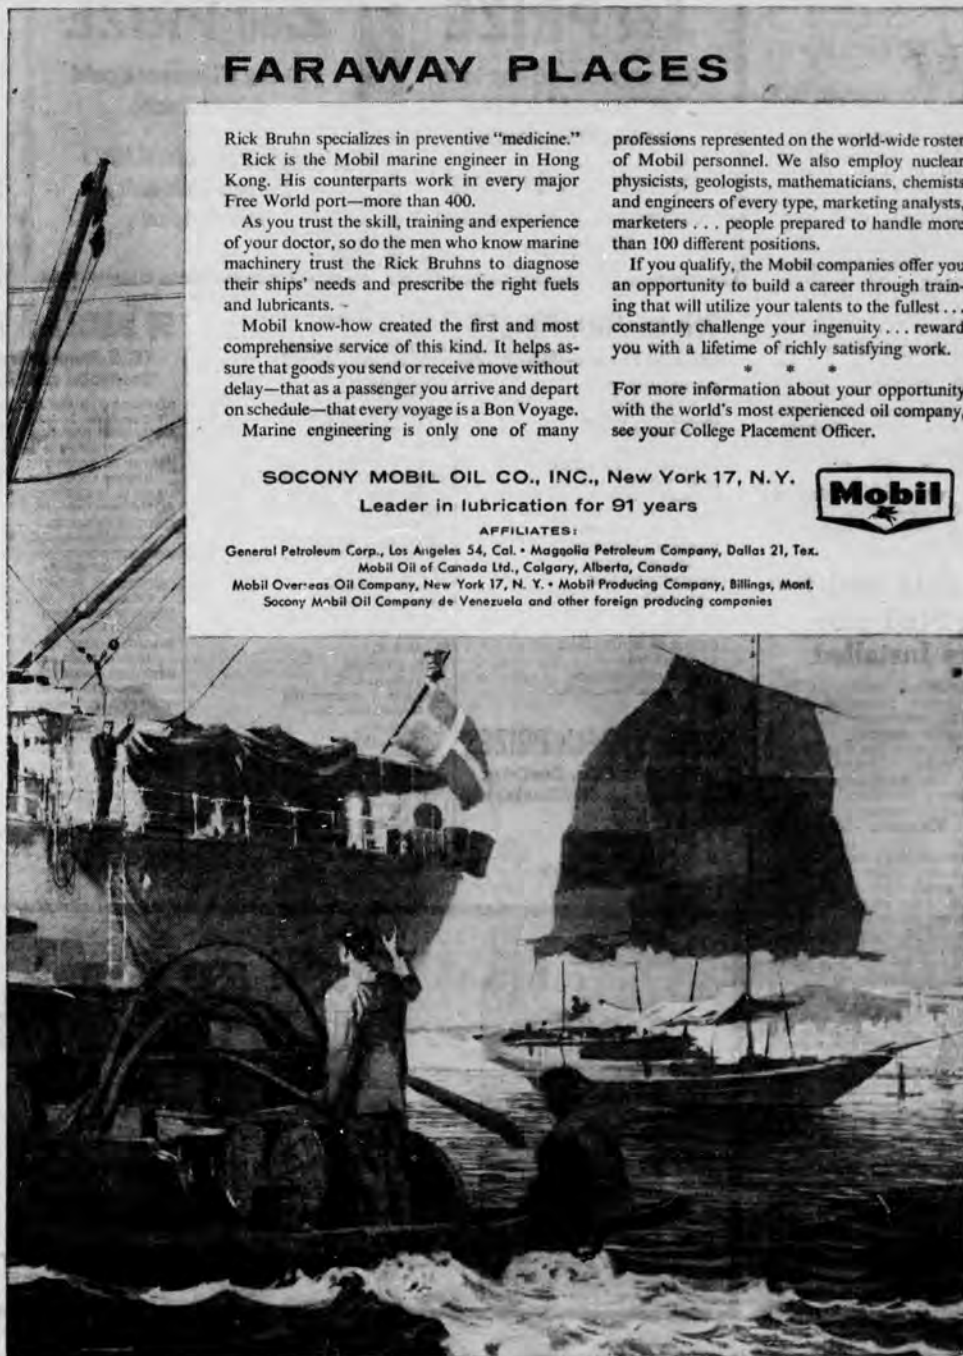 FARAWAY PLACES
Rick Bruhn specializes in preventive "medicine."
Rick is the Mobil marine engineer in Hong
Kong. His counterparts work in every major
Free World port—more than 400.
As you trust the skill, training and experience
of your doctor, so do the men who know marine
machinery trust the Rick Bruhns to diagnose
their ships' needs and prescribe the right fuels
and lubricants.
Mobil know-how created the first and most
comprehensive service of this kind. It helps as-
sure that goods you send or receive move without
delay—that as a passenger you arrive and depart
on schedule—that every voyage is a Bon Voyage.
Marine engineering is only one of many
professions represented on the world-wide roster
of Mobil personnel. We also employ nuclear
physicists, geologists, mathematicians, chemists
and engineers of every type, marketing analysts,
marketers . . . people prepared to handle more
than 100 different positions.
If you qualify, the Mobil companies offer you
an opportunity to build a career through train-
ing that will utilize your talents to the fullest . . .
constantly challenge your ingenuity . . . reward
you with a lifetime of richly satisfying work.
* * *
For more information about your opportunity
with the world's most experienced oil company,
see your College Placement Officer.
SOCONY MOBIL OIL CO., INC., New York 17, N. Y.
Leader in lubrication for 91 years
Mobil
AFFILIATES:
General Petroleum Corp., Los Angeles 54, Cal. • Magnolia Petroleum Company, Dallas 21, Tex.
Mobil Oil of Canada Ltd., Calgary, Alberta, Canada
Mobil Overseas Oil Company, New York 17, N. Y. • Mobil Producing Company, Billings, Mont.
Socony Mobil Oil Company de Venezuela and other foreign producing companies